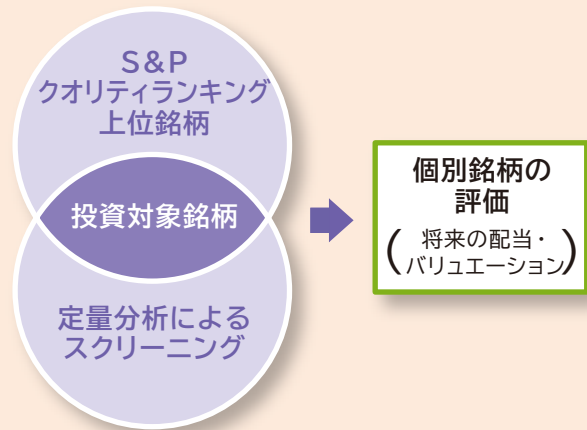 S&P
クオリティランキング
上位銘柄
投資対象銘柄
定量分析による
スクリーニング
個別銘柄の
評価
(将来の配当・
バリュエーション)